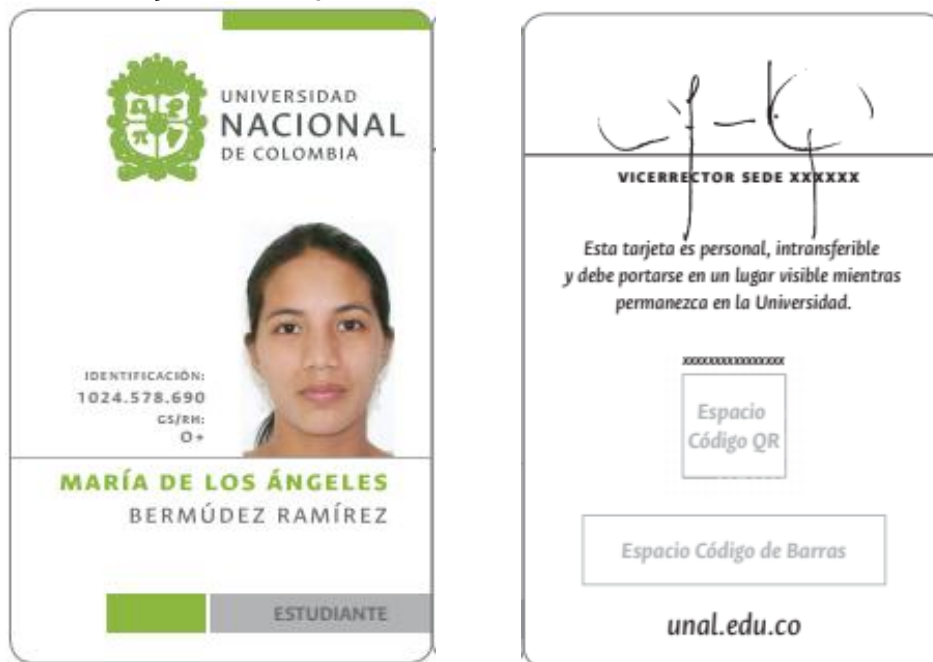 UNIVERSIDAD
NACIONAL
DE COLOMBIA
IDENTIFICACIÓN:
1024.578.690
GS/RH:
O+
MARÍA DE LOS ÁNGELES
BERMÚDEZ RAMÍREZ
ESTUDIANTE
VICERRECTOR SEDE XXXXXX
Esta tarjeta es personal, intransferible
y debe portarse en un lugar visible mientras
permanezca en la Universidad.
xxxxxxxxxxxxxxxx
Espacio
Código QR
Espacio Código de Barras
unal.edu.co